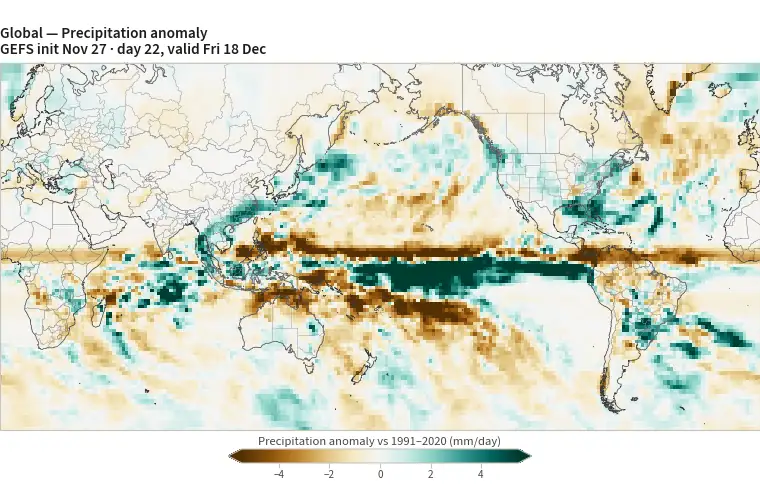 Global — Precipitation anomaly
GEFS init Nov 27 · day 22, valid Fri 18 Dec
Precipitation anomaly vs 1991–2020 (mm/day)
−4 −2 0 2 4